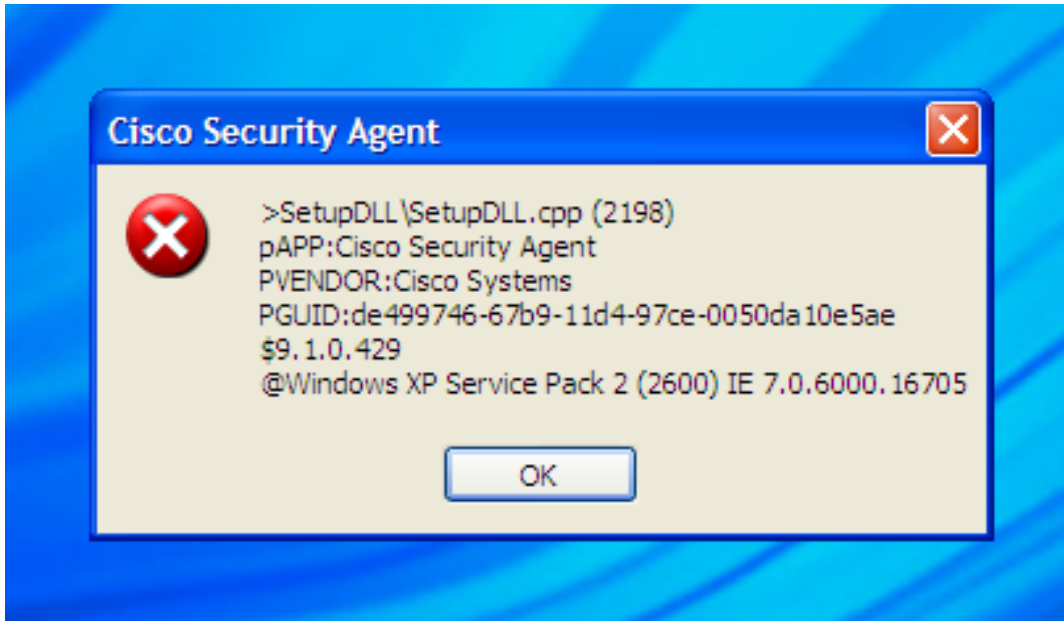 Cisco Security Agent
>SetupDLL\SetupDLL.cpp (2198)
pAPP:Cisco Security Agent
PVENDOR:Cisco Systems
PGUID:de499746-67b9-11d4-97ce-0050da10e5ae
$9.1.0.429
@Windows XP Service Pack 2 (2600) IE 7.0.6000.16705
OK